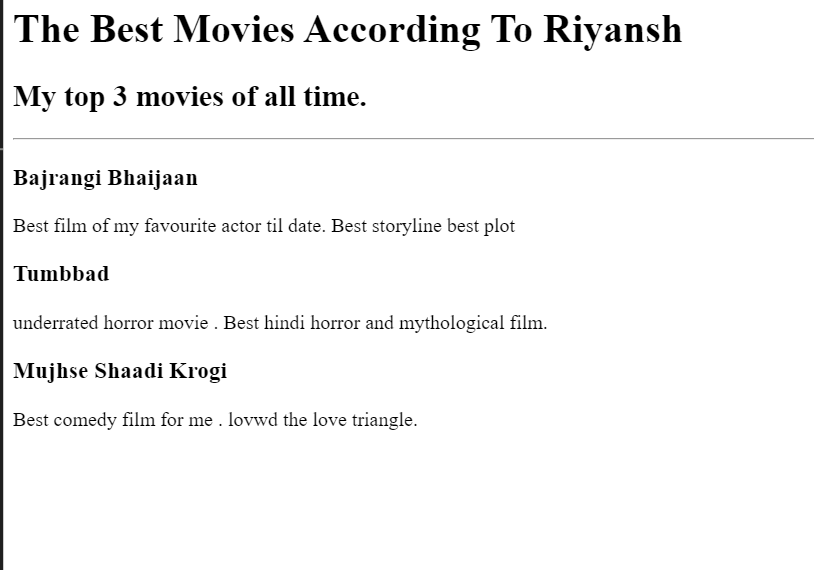 The Best Movies According To Riyansh
My top 3 movies of all time.
Bajrangi Bhaijaan
Best film of my favourite actor til date. Best storyline best plot
Tumbbad
underrated horror movie . Best hindi horror and mythological film.
Mujhse Shaadi Krogi
Best comedy film for me . lovwd the love triangle.